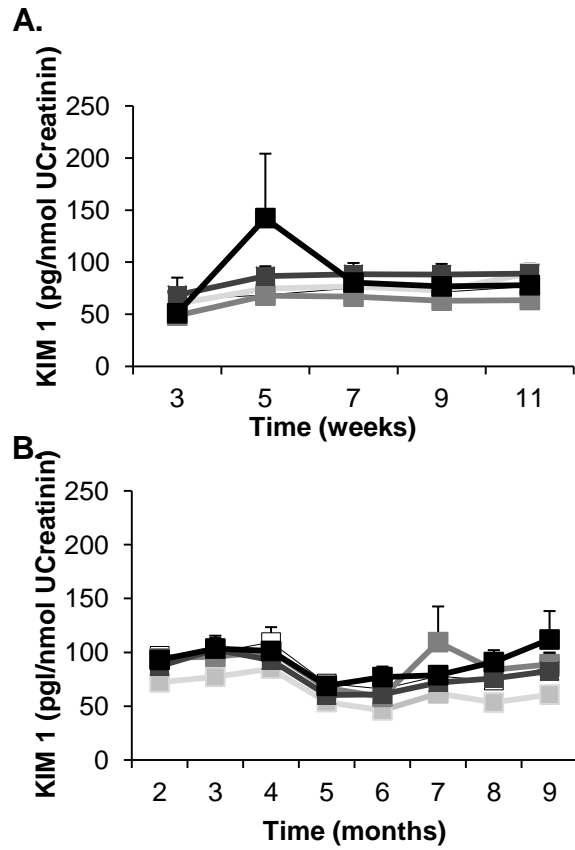 A.
KIM 1 (pg/nmol UCreatinin)
250
200
150
100
50
0
3 5 7 9 11
Time (weeks)
B.
KIM 1 (pgl/nmol UCreatinin)
250
200
150
100
50
0
2 3 4 5 6 7 8 9
Time (months)